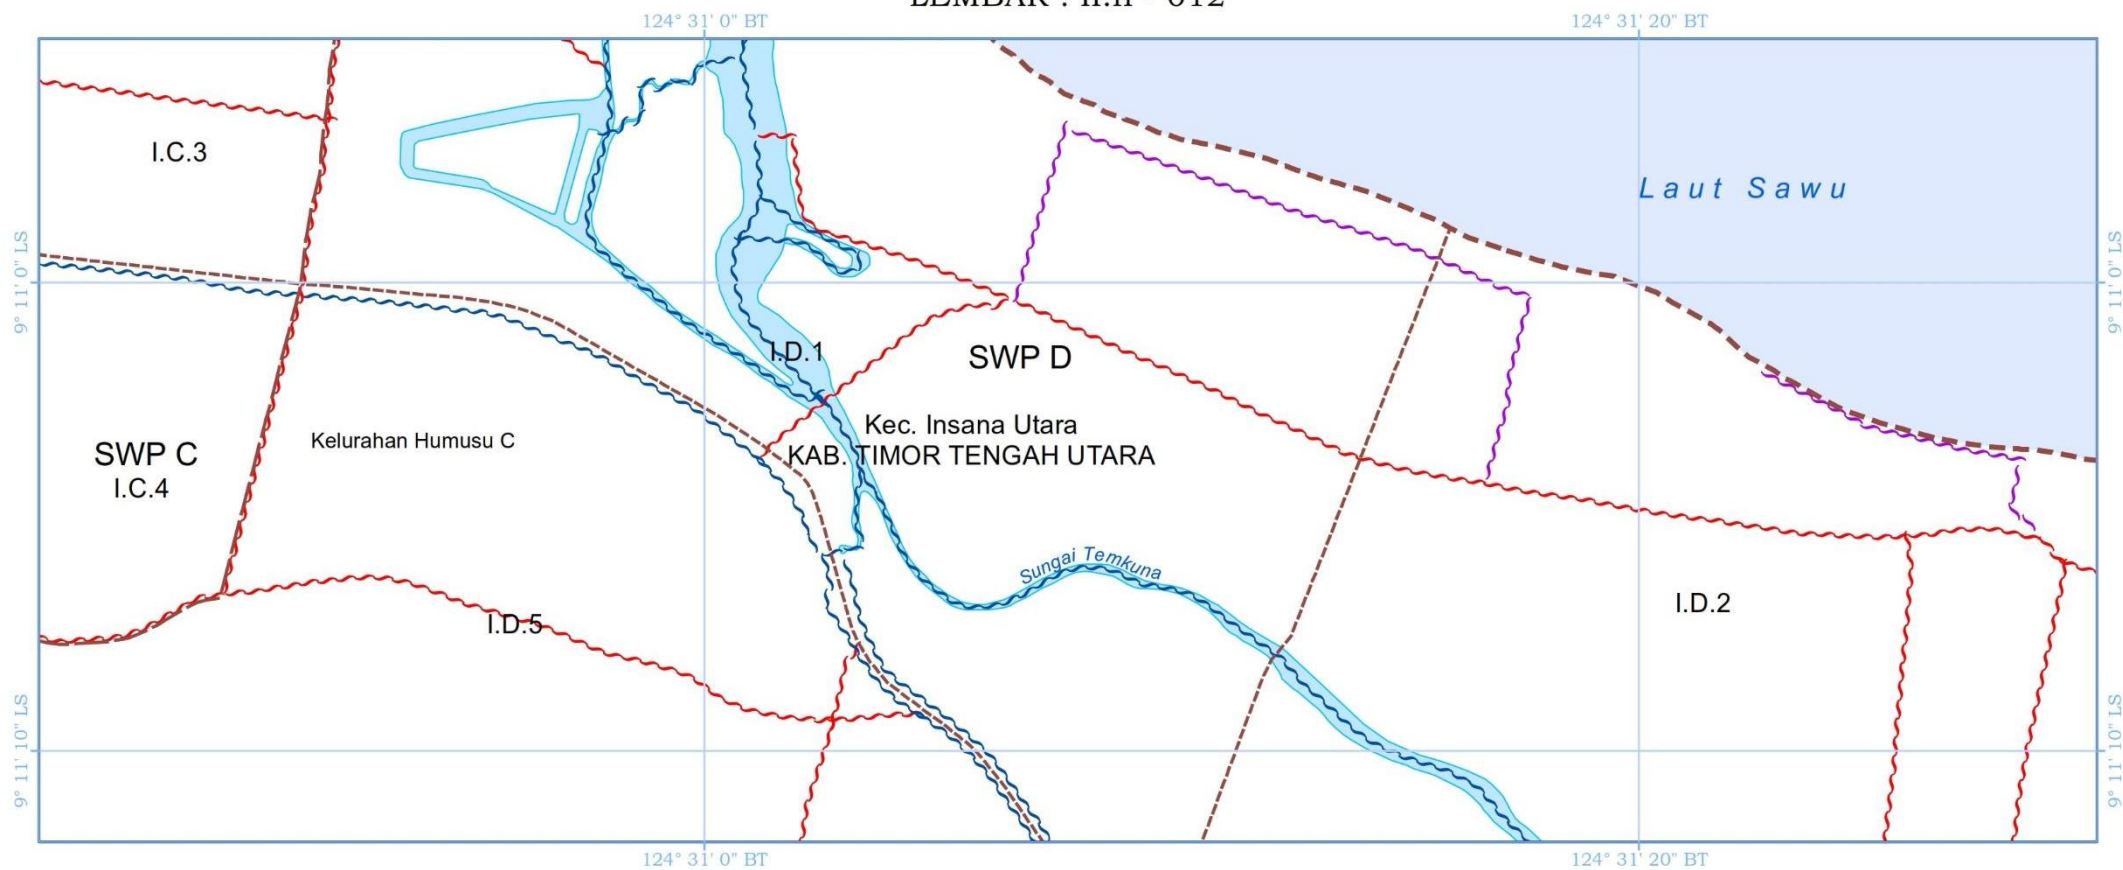 124° 31' 0" BT
124° 31' 20" BT
I.C.3
Laut Sawu
9° 11' 0" LS
9° 11' 0" LS
I.D.1
SWP D
Kec. Insana Utara
KAB. TIMOR TENGAH UTARA
Kelurahan Humusu C
SWP C
I.C.4
Sungai Temkuna
I.D.2
I.D.5
9° 11' 10" LS
9° 11' 10" LS
124° 31' 0" BT
124° 31' 20" BT